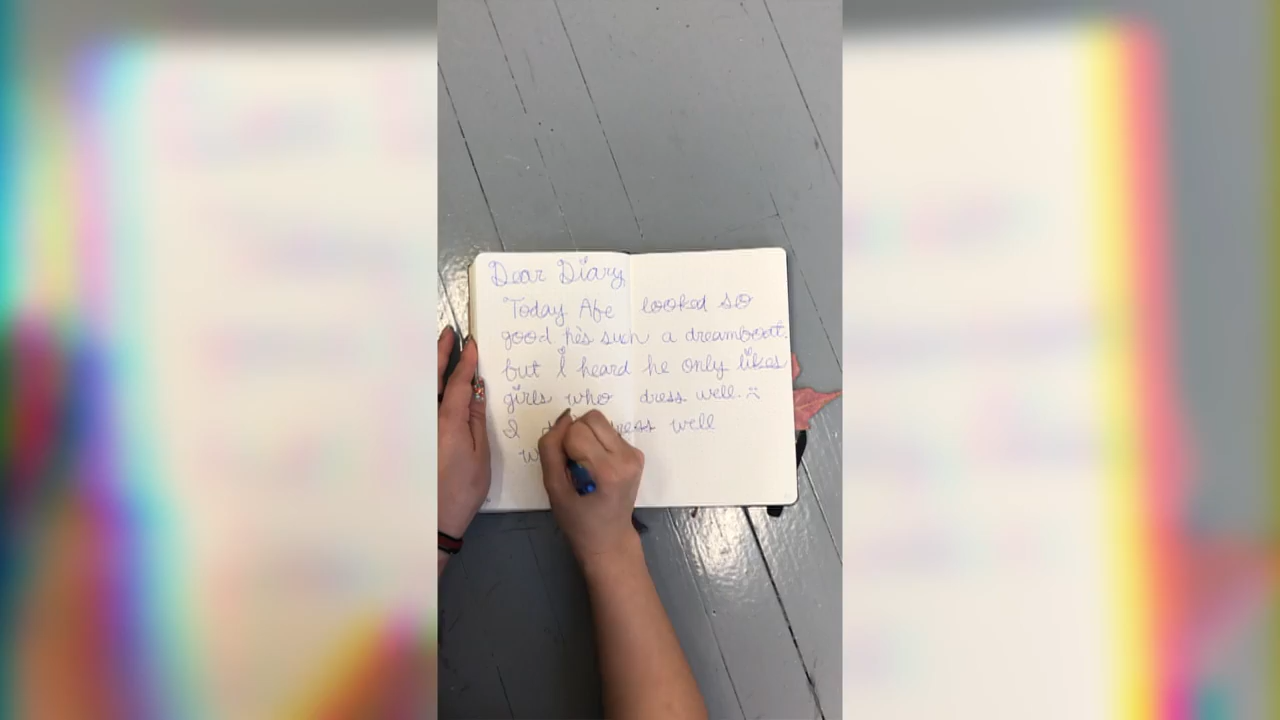 Dear Diary
Today Abe looked so
good. he's such a dreamboat.
but I heard he only likes
girls who dress well. :(
I dress well